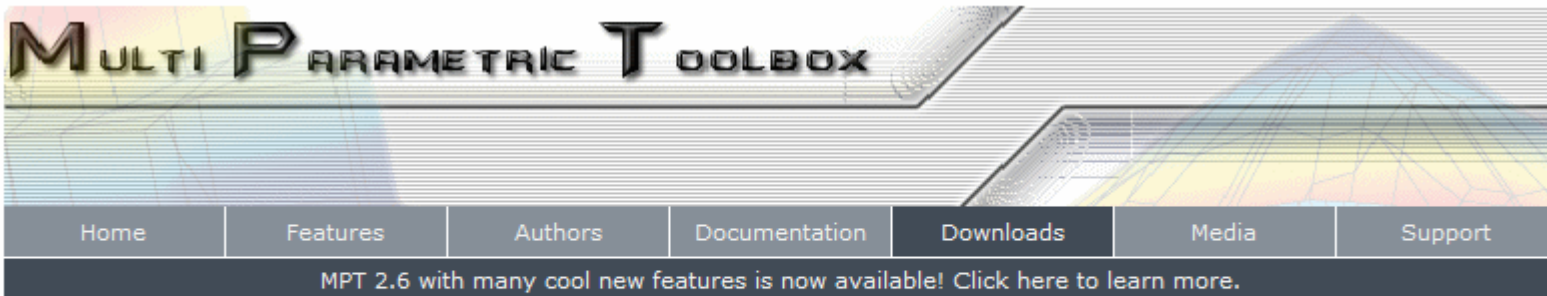 Multi Parametric Toolbox
Home Features Authors Documentation Downloads Media Support
MPT 2.6 with many cool new features is now available! Click here to learn more.